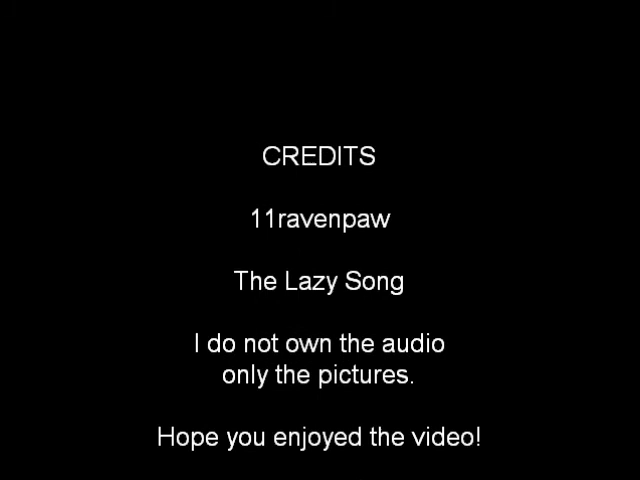 CREDITS
11ravenpaw
The Lazy Song
I do not own the audio
only the pictures.
Hope you enjoyed the video!